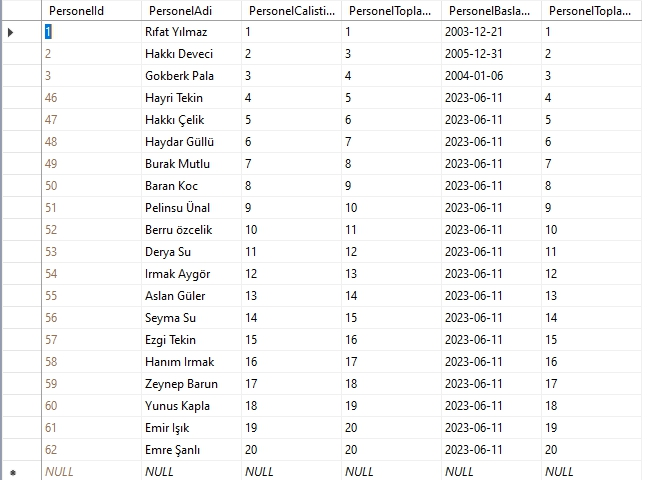 PersonelId PersonelAdi PersonelCalisti... PersonelTopla... PersonelBasla... PersonelTopla...
1 Rıfat Yılmaz 1 1 2003-12-21 1
2 Hakkı Deveci 2 3 2005-12-31 2
3 Gokberk Pala 3 4 2004-01-06 3
46 Hayri Tekin 4 5 2023-06-11 4
47 Hakkı Çelik 5 6 2023-06-11 5
48 Haydar Güllü 6 7 2023-06-11 6
49 Burak Mutlu 7 8 2023-06-11 7
50 Baran Koc 8 9 2023-06-11 8
51 Pelinsu Ünal 9 10 2023-06-11 9
52 Berru özcelik 10 11 2023-06-11 10
53 Derya Su 11 12 2023-06-11 11
54 Irmak Aygör 12 13 2023-06-11 12
55 Aslan Güler 13 14 2023-06-11 13
56 Seyma Su 14 15 2023-06-11 14
57 Ezgi Tekin 15 16 2023-06-11 15
58 Hanım Irmak 16 17 2023-06-11 16
59 Zeynep Barun 17 18 2023-06-11 17
60 Yunus Kapla 18 19 2023-06-11 18
61 Emir Işık 19 20 2023-06-11 19
62 Emre Şanlı 20 20 2023-06-11 20
NULL NULL NULL NULL NULL NULL